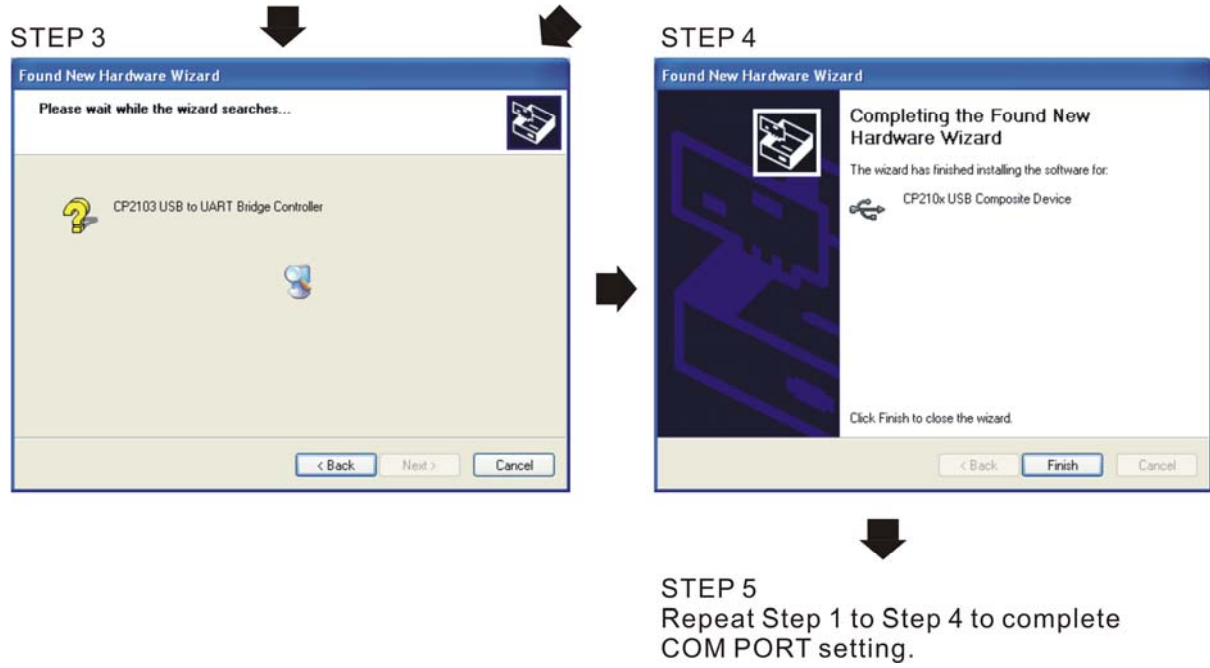 STEP 3
Found New Hardware Wizard
Please wait while the wizard searches...
CP2103 USB to UART Bridge Controller
< Back
Next >
Cancel
STEP 4
Found New Hardware Wizard
Completing the Found New
Hardware Wizard
The wizard has finished installing the software for:
CP210x USB Composite Device
Click Finish to close the wizard.
< Back
Finish
Cancel
STEP 5
Repeat Step 1 to Step 4 to complete
COM PORT setting.